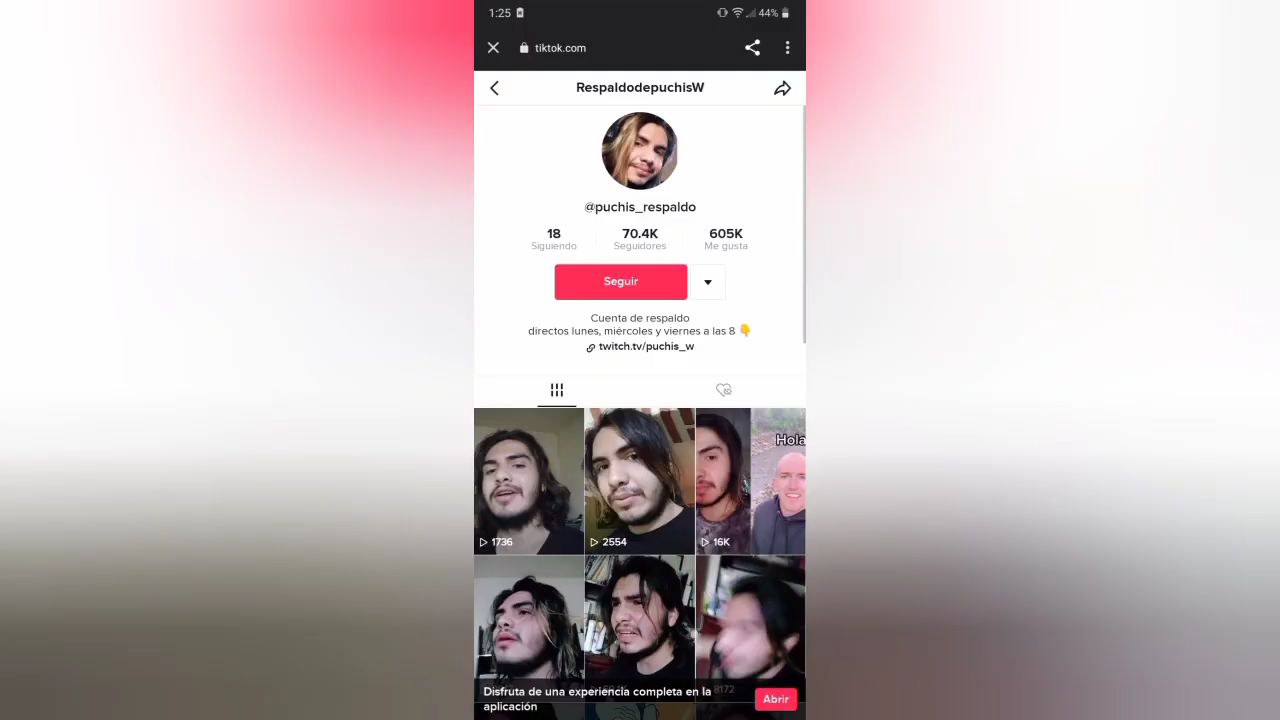 1:25
44%
tiktok.com
RespaldodepuchisW
@puchis_respaldo
18 70.4K 605K
Siguiendo Seguidores Me gusta
Seguir
Cuenta de respaldo
directos lunes, miércoles y viernes a las 8 👇
twitch.tv/puchis_w
Hola
1736 2554 16K
8172
Disfruta de una experiencia completa en la
aplicación
Abrir